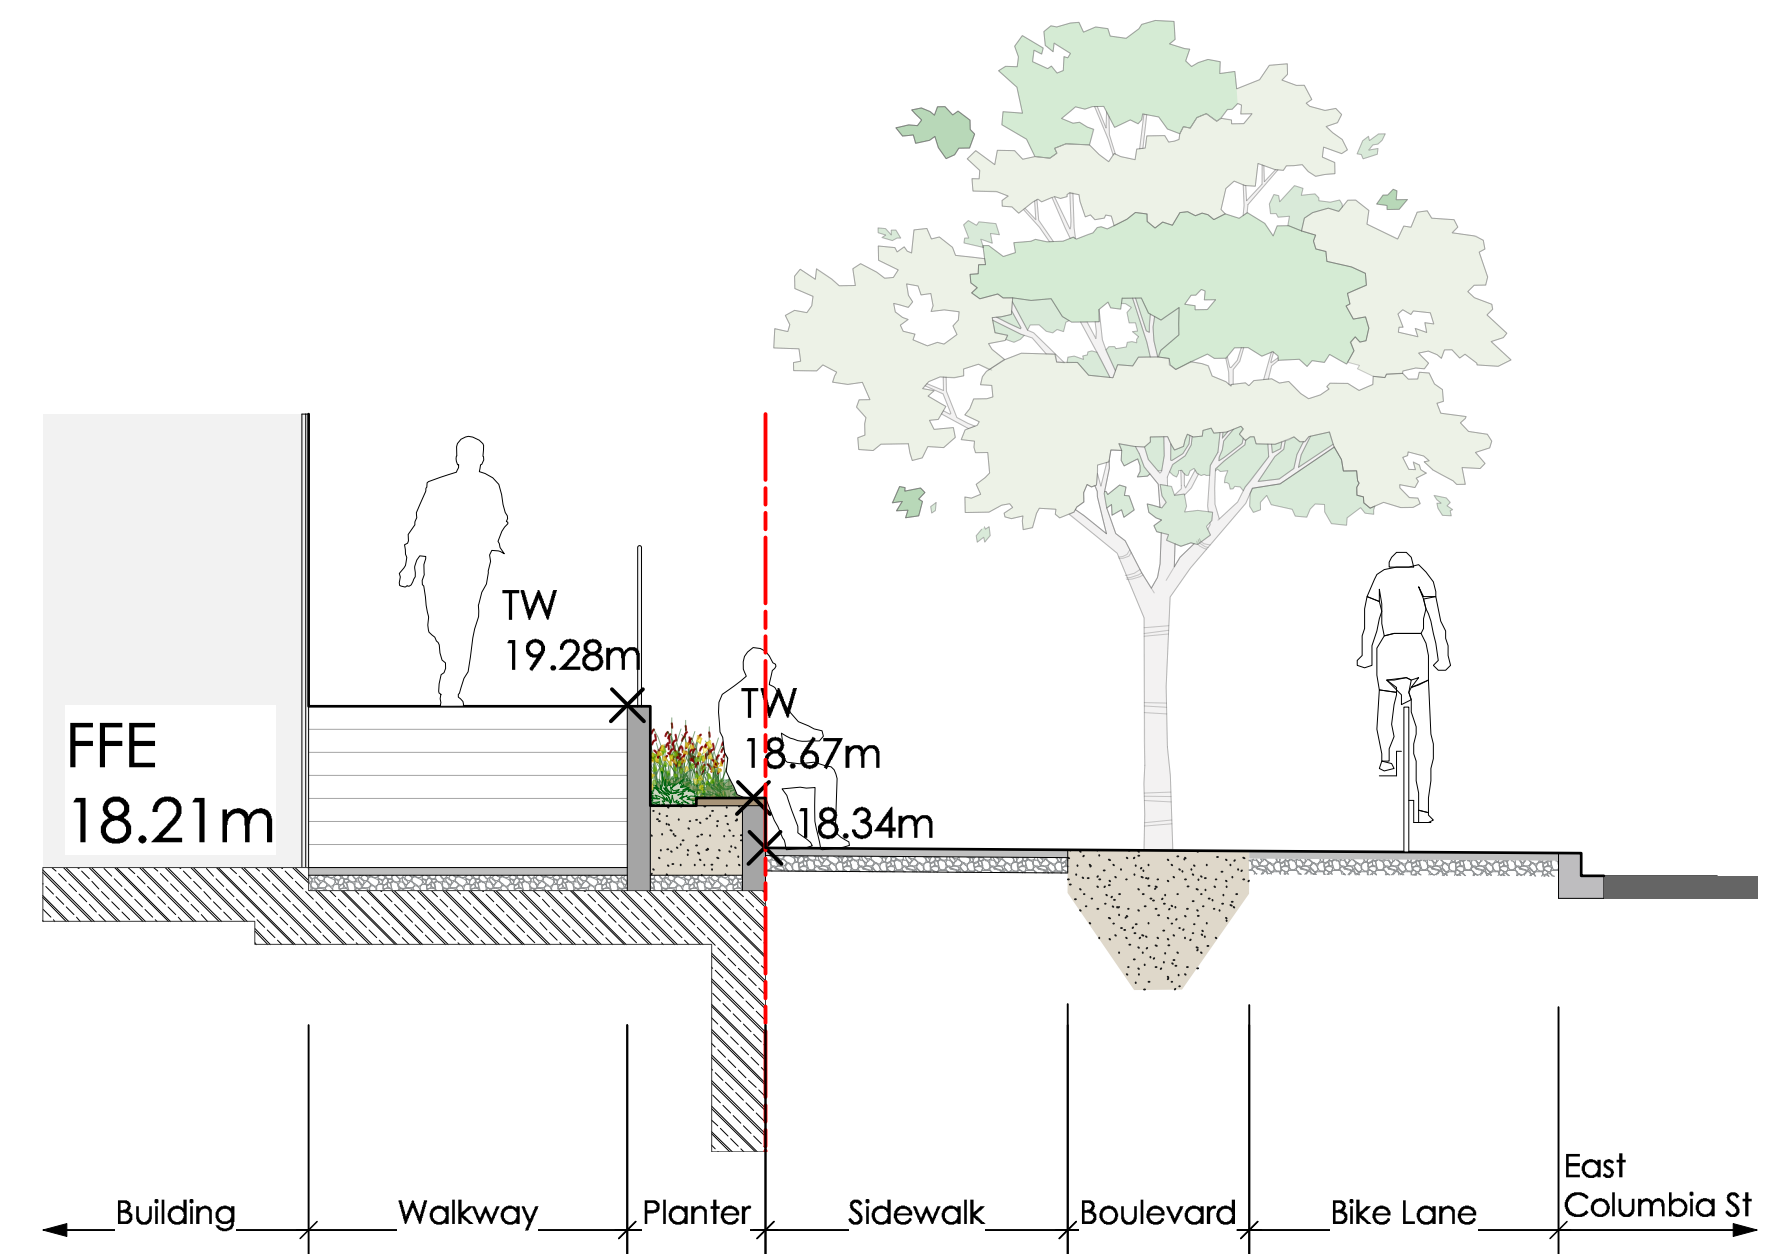 TW
19.28m
TW
18.67m
18.34m
FFE
18.21m
Building
Walkway
Planter
Sidewalk
Boulevard
Bike Lane
East
Columbia St